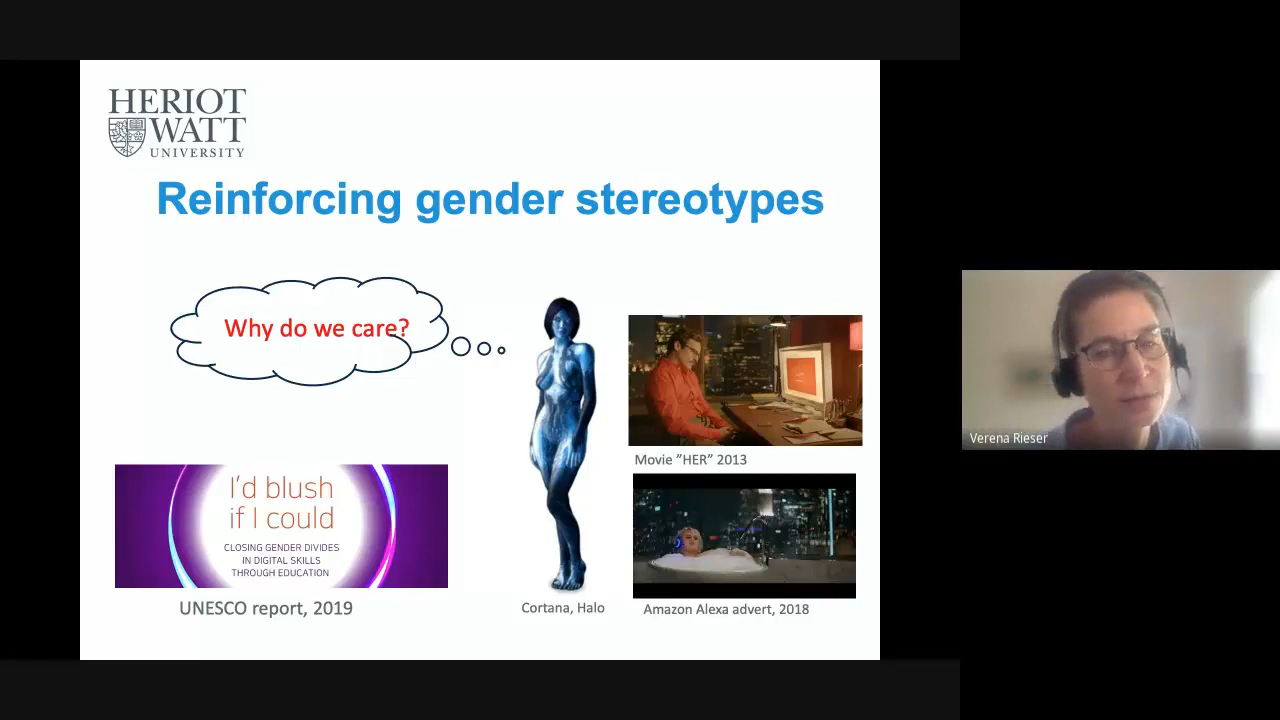 HERIOT
WATT
UNIVERSITY
Reinforcing gender stereotypes
Why do we care?
Movie ”HER” 2013
I'd blush
if I could
CLOSING GENDER DIVIDES
IN DIGITAL SKILLS
THROUGH EDUCATION
UNESCO report, 2019
Cortana, Halo
Amazon Alexa advert, 2018
Verena Rieser